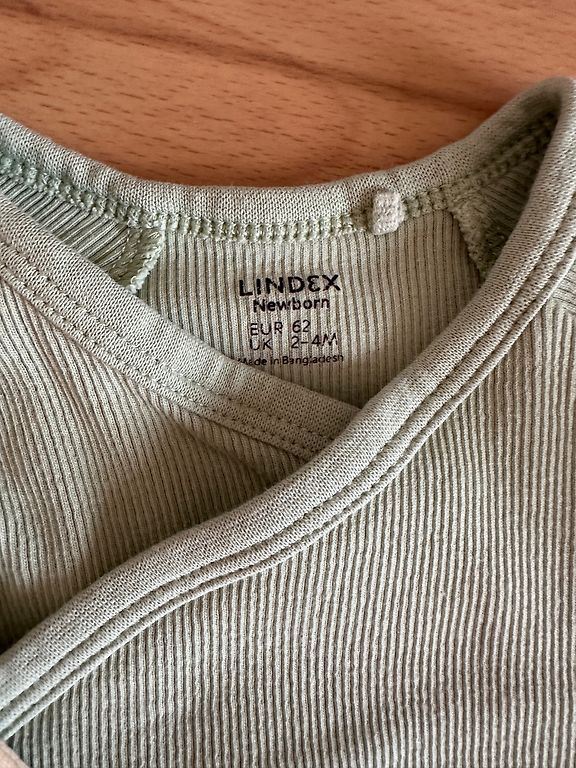 LINDEX
Newborn
EUR 62
UK 2-4M
Made in Bangladesh